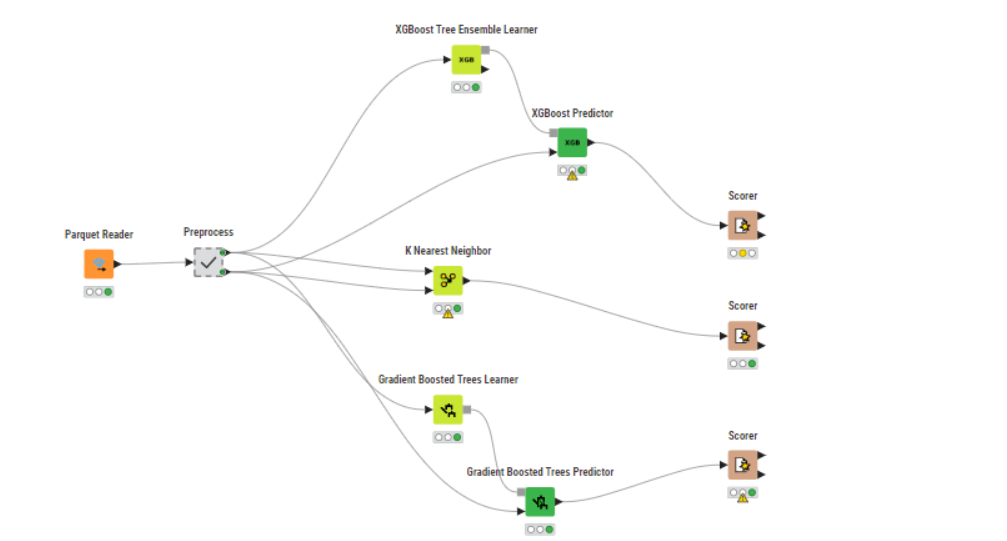 XGBoost Tree Ensemble Learner
XGB
XGBoost Predictor
XGB
Scorer
Parquet Reader
Preprocess
K Nearest Neighbor
Scorer
Gradient Boosted Trees Learner
Scorer
Gradient Boosted Trees Predictor